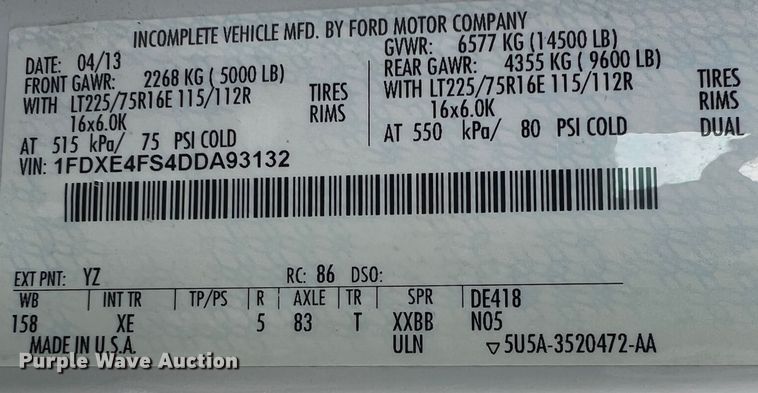 INCOMPLETE VEHICLE MFD. BY FORD MOTOR COMPANY
DATE: 04/13
FRONT GAWR: 2268 KG ( 5000 LB)
WITH LT225/75R16E 115/112R TIRES
16x6.0K RIMS
AT 515 kPa/ 75 PSI COLD
GVWR: 6577 KG (14500 LB)
REAR GAWR: 4355 KG ( 9600 LB)
WITH LT225/75R16E 115/112R TIRES
16x6.0K RIMS
AT 550 kPa/ 80 PSI COLD DUAL
VIN: 1FDXE4FS4DDA93132
EXT PNT: YZ RC: 86 DSO:
WB INT TR TP/PS R AXLE TR SPR DE418
158 XE 5 83 T XXBB N05
MADE IN U.S.A. ULN ▽5U5A-3520472-AA
Purple Wave Auction